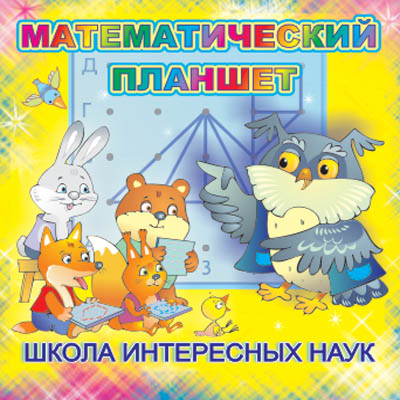 МАТЕМАТИЧЕСКИЙ
ПЛАНШЕТ
Д
Г
З
ШКОЛА ИНТЕРЕСНЫХ НАУК